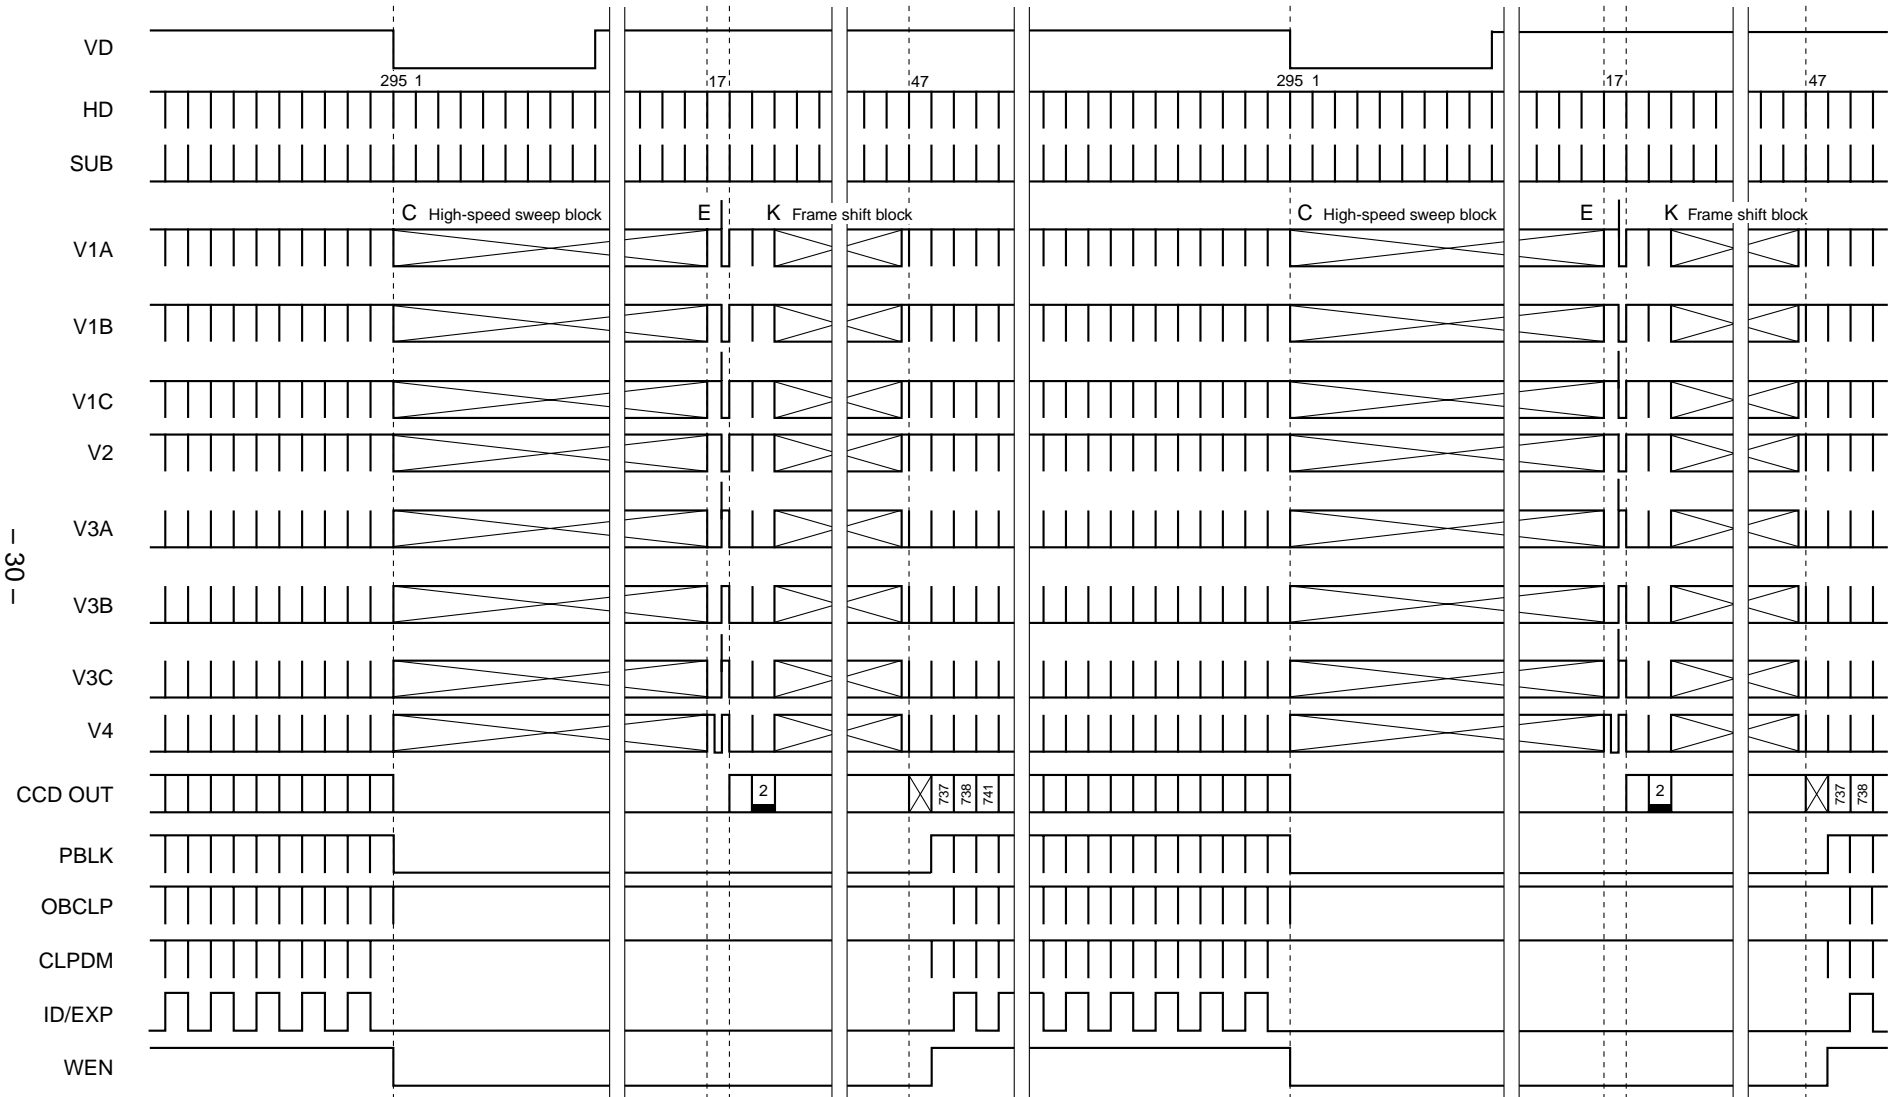 VD
295 1 17 47 295 1 17 47
HD
SUB
C High-speed sweep block E K Frame shift block C High-speed sweep block E K Frame shift block
V1A
V1B
V1C
V2
V3A
V3B
V3C
V4
CCD OUT 2 737 738 741 2 737 738
PBLK
OBCLP
CLPDM
ID/EXP
WEN
– 30 –